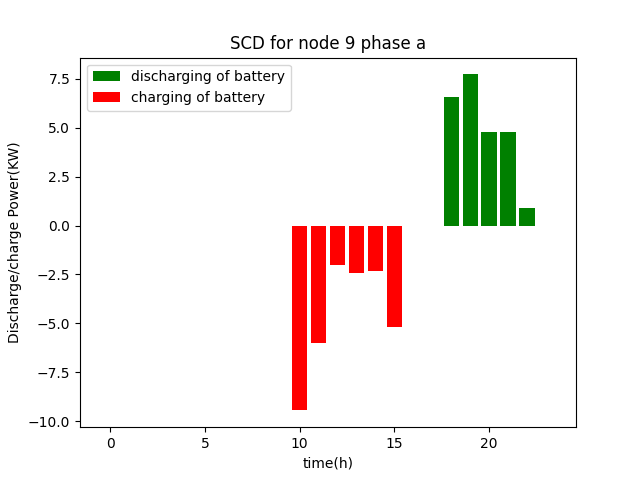 SCD for node 9 phase a
discharging of battery
charging of battery
Discharge/charge Power(KW)
7.5
5.0
2.5
0.0
−2.5
−5.0
−7.5
−10.0
0 5 10 15 20
time(h)